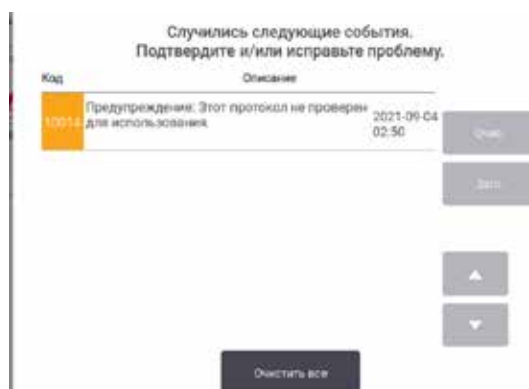 Случились следующие события.
Подтвердите и/или исправьте проблему.
Код Описание
10014 Предупреждение: Этот протокол не проверен для использования. 2021-09-04 02:50
Очис
Очистить все